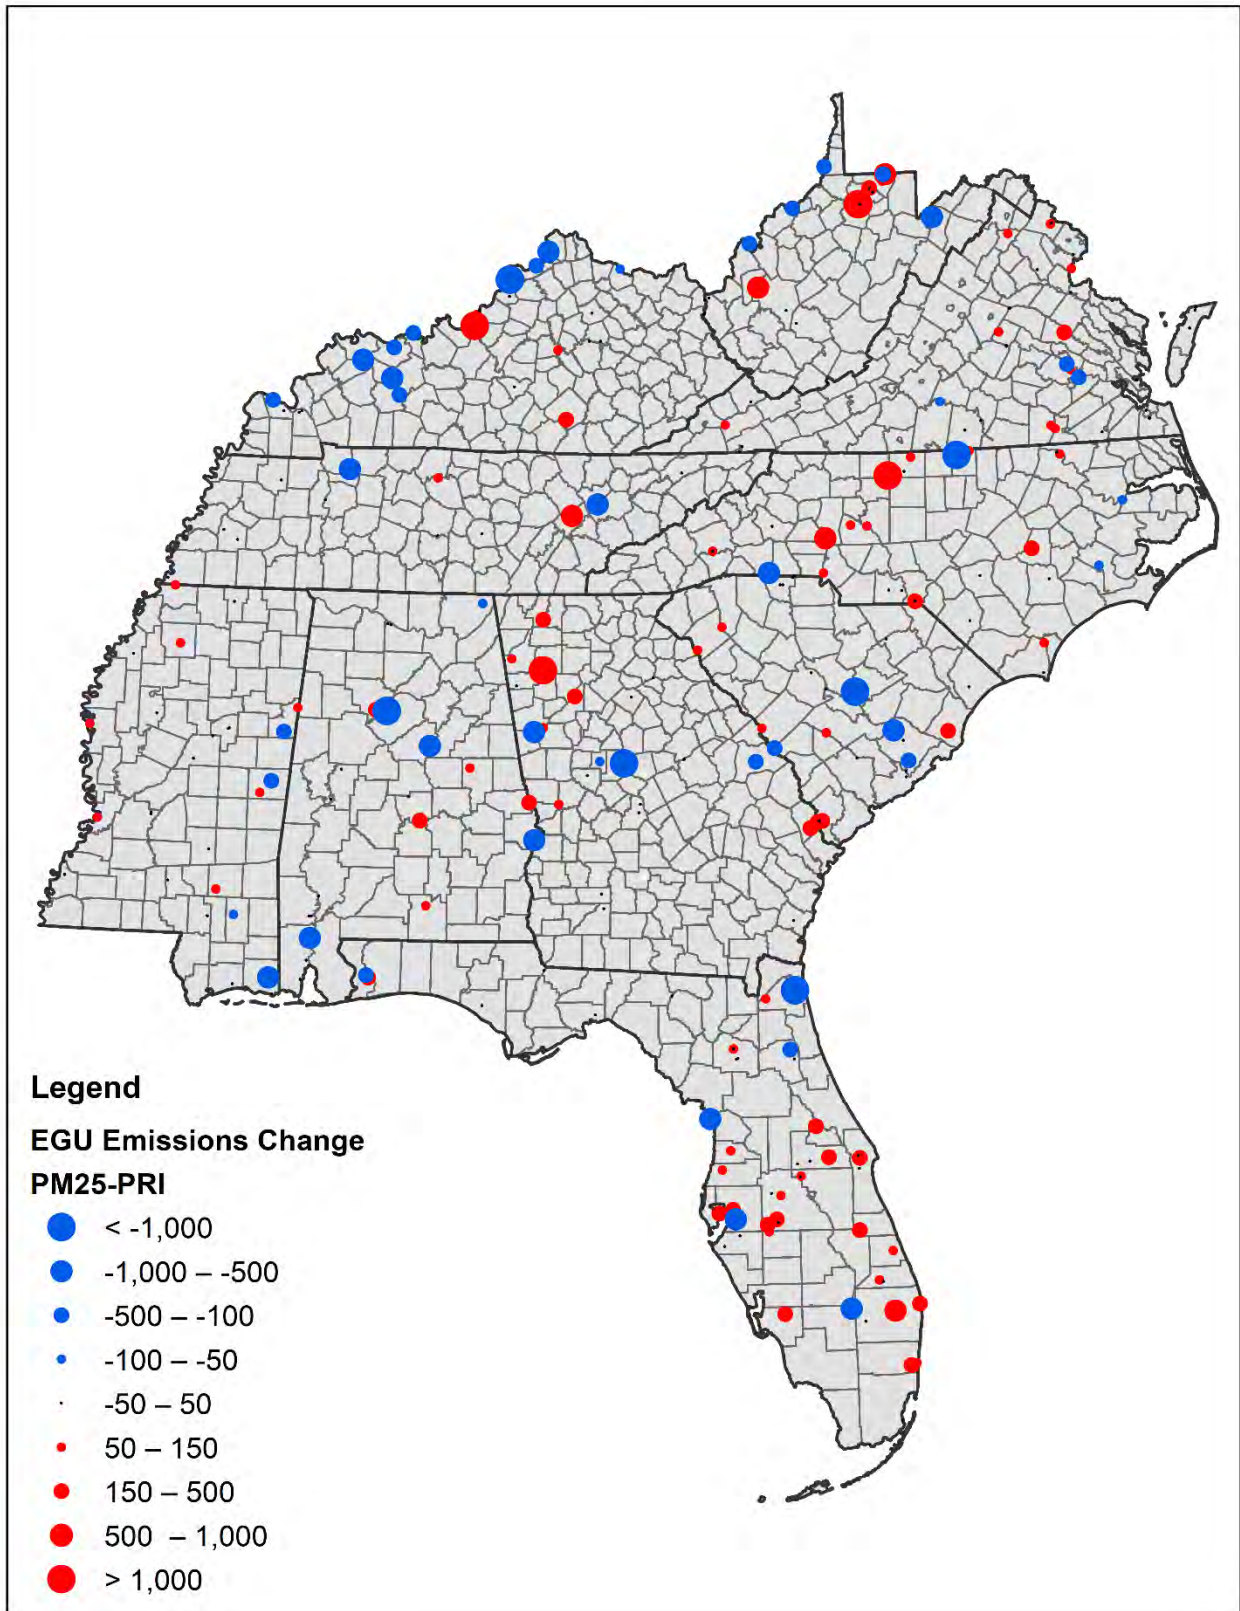 Legend
EGU Emissions Change
PM25-PRI
< -1,000
-1,000 – -500
-500 – -100
-100 – -50
-50 – 50
50 – 150
150 – 500
500 – 1,000
> 1,000